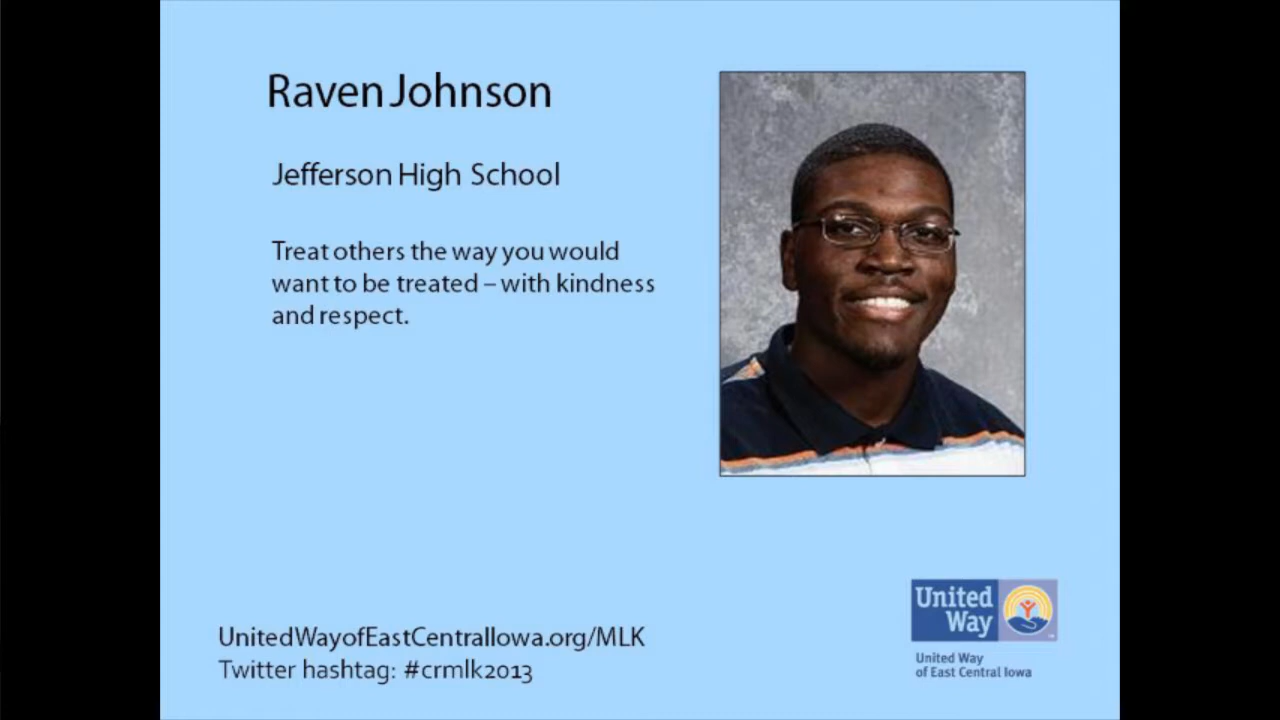 Raven Johnson
Jefferson High School
Treat others the way you would
want to be treated – with kindness
and respect.
UnitedWayofEastCentralIowa.org/MLK
Twitter hashtag: #crmlk2013
United
Way
United Way
of East Central Iowa